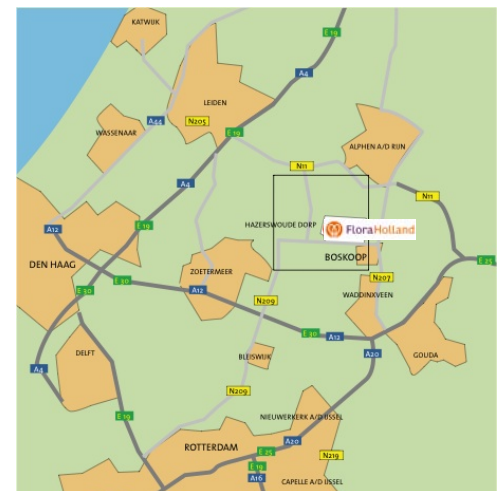 KATWIJK
E 19
A4
LEIDEN
A44
N205
WASSENAAR
E 19
ALPHEN A/D RIJN
N11
A4
N11
HAZERSWOUDE DORP
FloraHolland
A12
E 19
BOSKOOP
DEN HAAG
ZOETERMEER
E 25
E 30
N207
E 30
A12
WADDINXVEEN
N209
E 30
A12
DELFT
BLEISWIJK
A20
GOUDA
A4
N209
E 19
NIEUWERKERK A/D IJSSEL
A20
ROTTERDAM
E 25
N219
E 19
A16
CAPELLE A/D IJSSEL